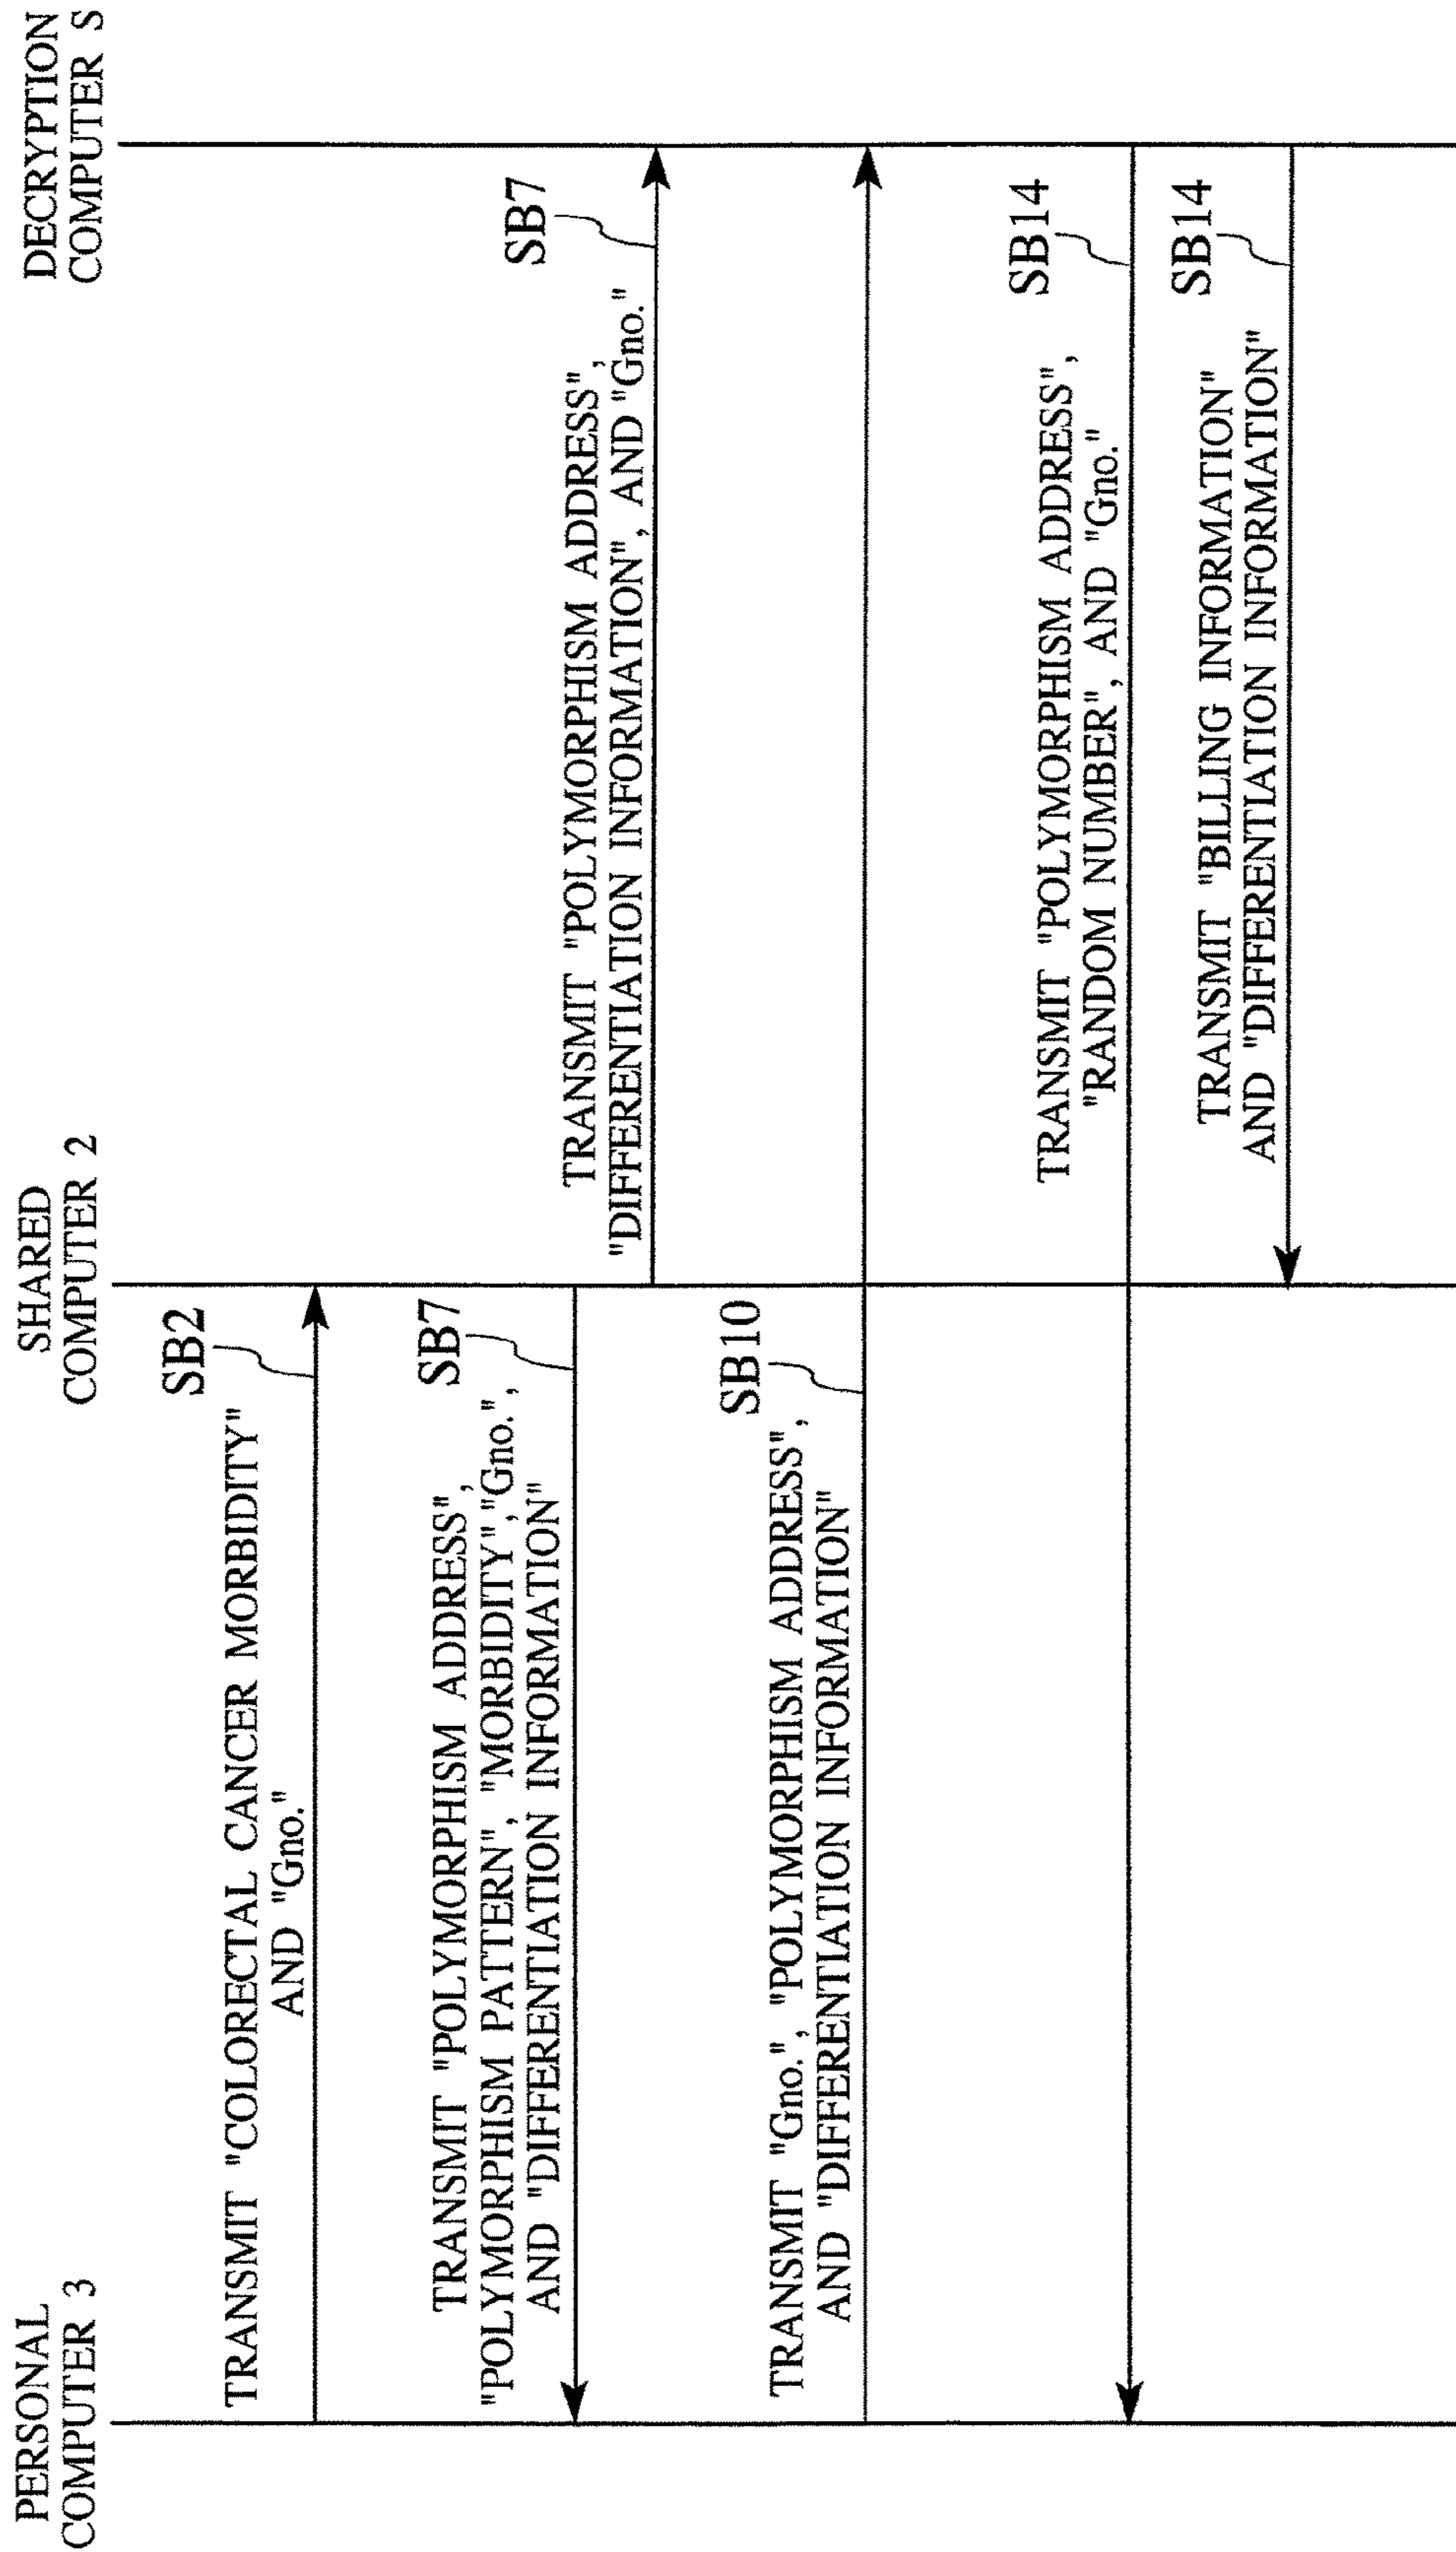 PERSONAL
COMPUTER 3
SHARED
COMPUTER 2
DECRYPTION
COMPUTER S
SB2
TRANSMIT "COLORECTAL CANCER MORBIDITY"
AND "Gno."
SB7
TRANSMIT "POLYMORPHISM ADDRESS",
"POLYMORPHISM PATTERN", "MORBIDITY","Gno.",
AND "DIFFERENTIATION INFORMATION"
SB7
TRANSMIT "POLYMORPHISM ADDRESS",
"DIFFERENTIATION INFORMATION", AND "Gno."
SB10
TRANSMIT "Gno.", "POLYMORPHISM ADDRESS",
AND "DIFFERENTIATION INFORMATION"
SB14
TRANSMIT "POLYMORPHISM ADDRESS",
"RANDOM NUMBER", AND "Gno."
SB14
TRANSMIT "BILLING INFORMATION"
AND "DIFFERENTIATION INFORMATION"